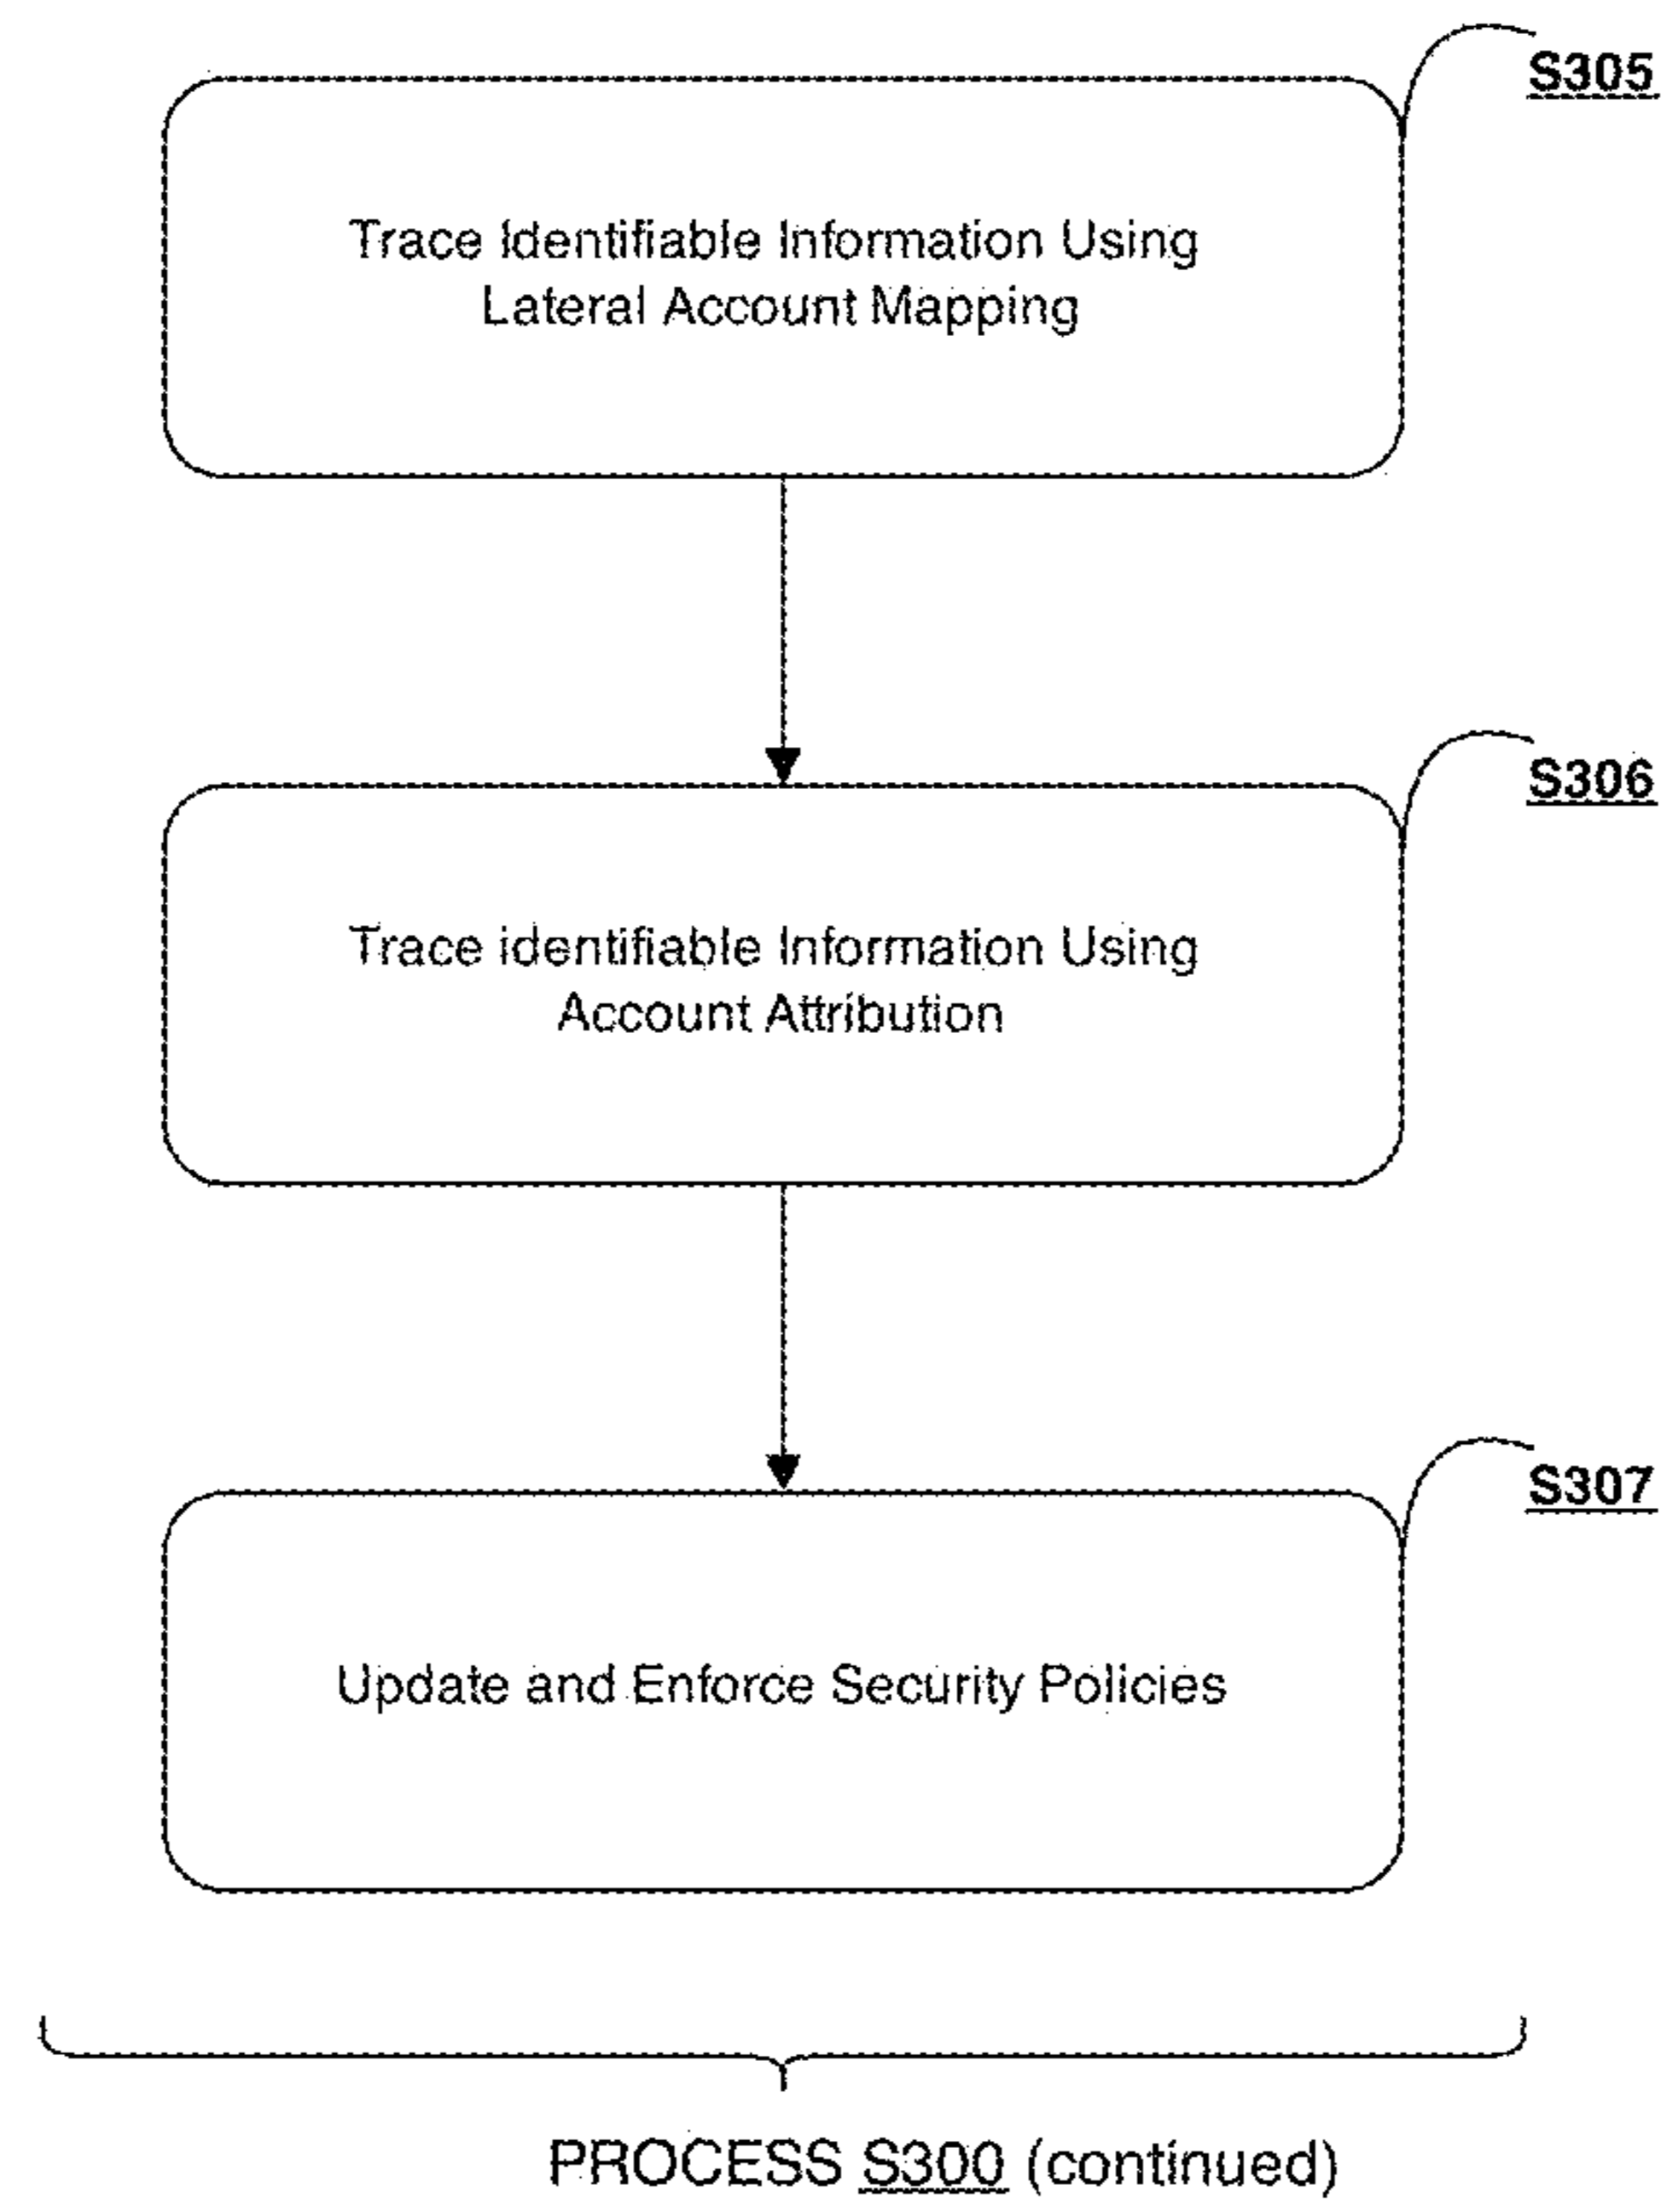 S305
Trace Identifiable Information Using
Lateral Account Mapping
S306
Trace identifiable Information Using
Account Attribution
S307
Update and Enforce Security Policies
PROCESS S300 (continued)